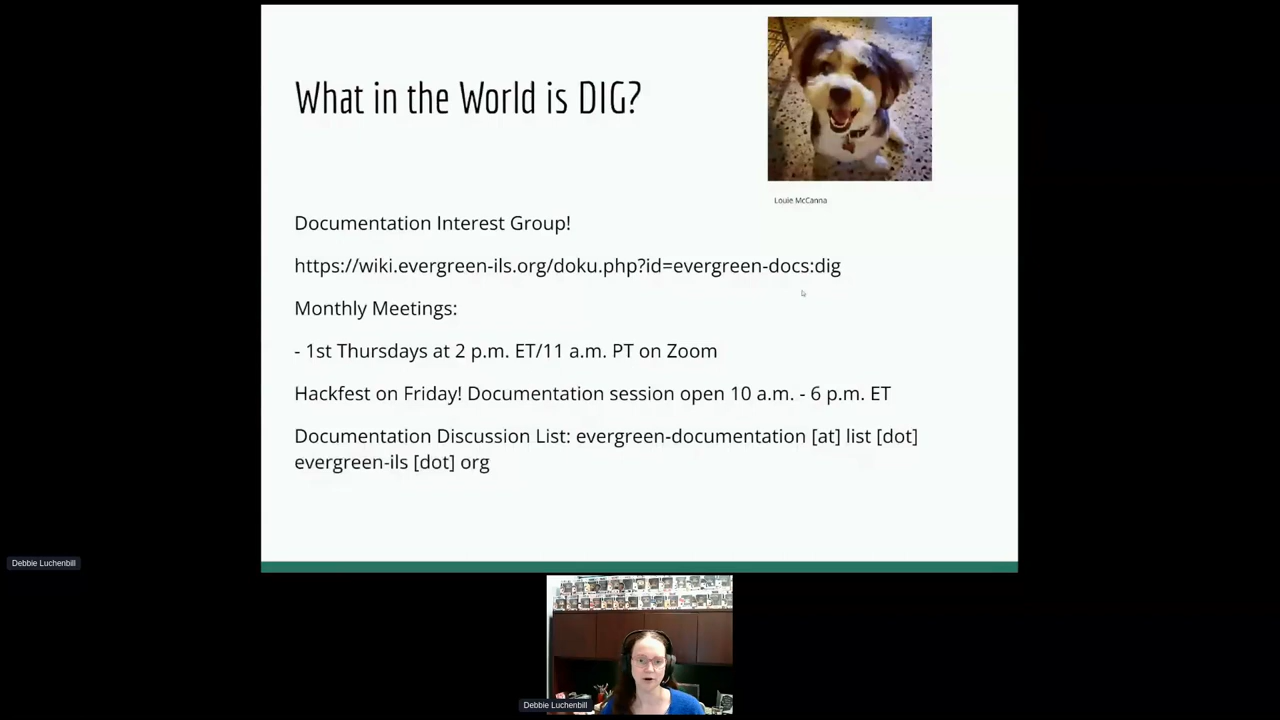 What in the World is DIG?
Louie McCanna
Documentation Interest Group!
https://wiki.evergreen-ils.org/doku.php?id=evergreen-docs:dig
Monthly Meetings:
- 1st Thursdays at 2 p.m. ET/11 a.m. PT on Zoom
Hackfest on Friday! Documentation session open 10 a.m. - 6 p.m. ET
Documentation Discussion List: evergreen-documentation [at] list [dot]
evergreen-ils [dot] org
Debbie Luchenbill
Debbie Luchenbill